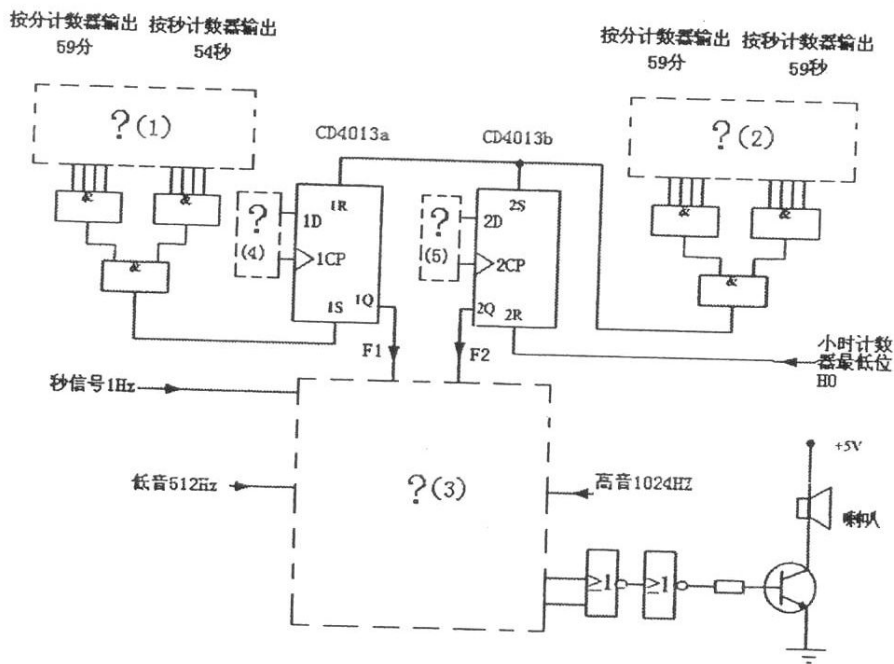 按分计数器输出
59分
按秒计数器输出
54秒
按分计数器输出
59分
按秒计数器输出
59秒
?(1)
?(2)
CD4013a
CD4013b
&
&
&
&
&
&
?
(4)
1R
1D
1CP
1S
1Q
?
(5)
2S
2D
2CP
2Q
2R
F1
F2
小时计数
器最低位
H0
秒信号1Hz
低音512Hz
?(3)
高音1024HZ
+5V
喇叭
≥1
≥1